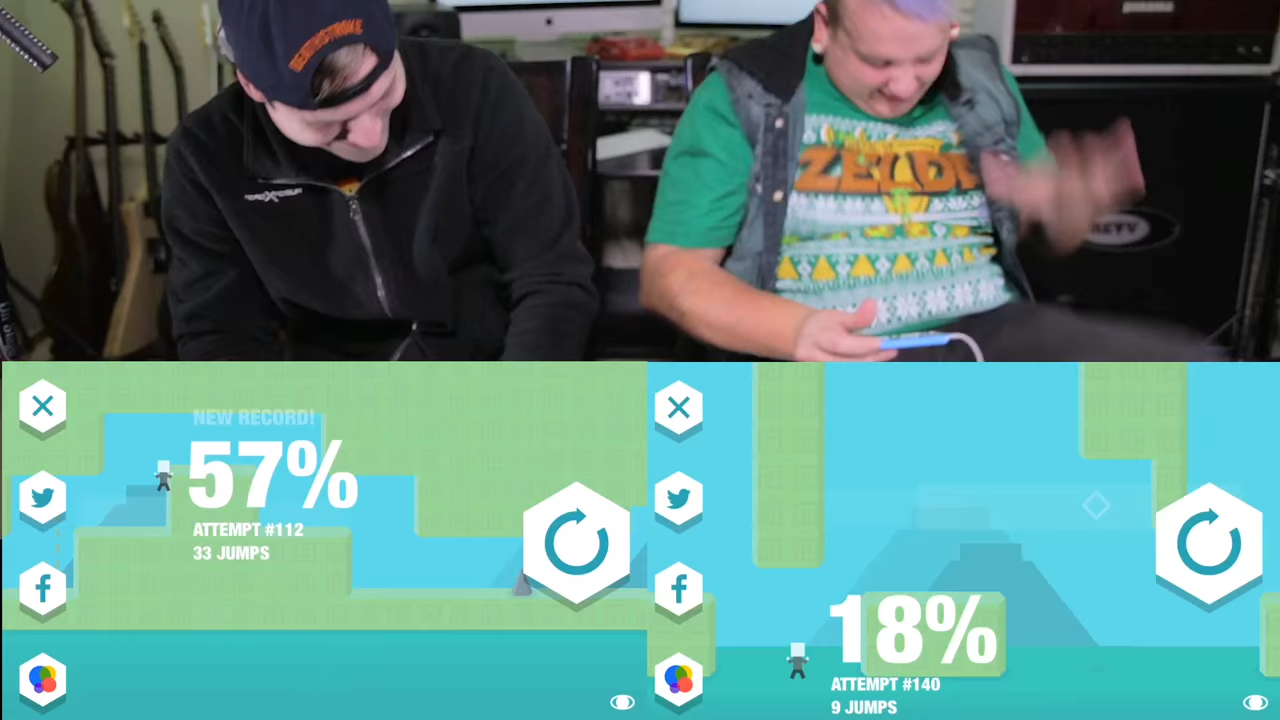 ZELDA
NEW RECORD!
57%
ATTEMPT #112
33 JUMPS
18%
ATTEMPT #140
9 JUMPS